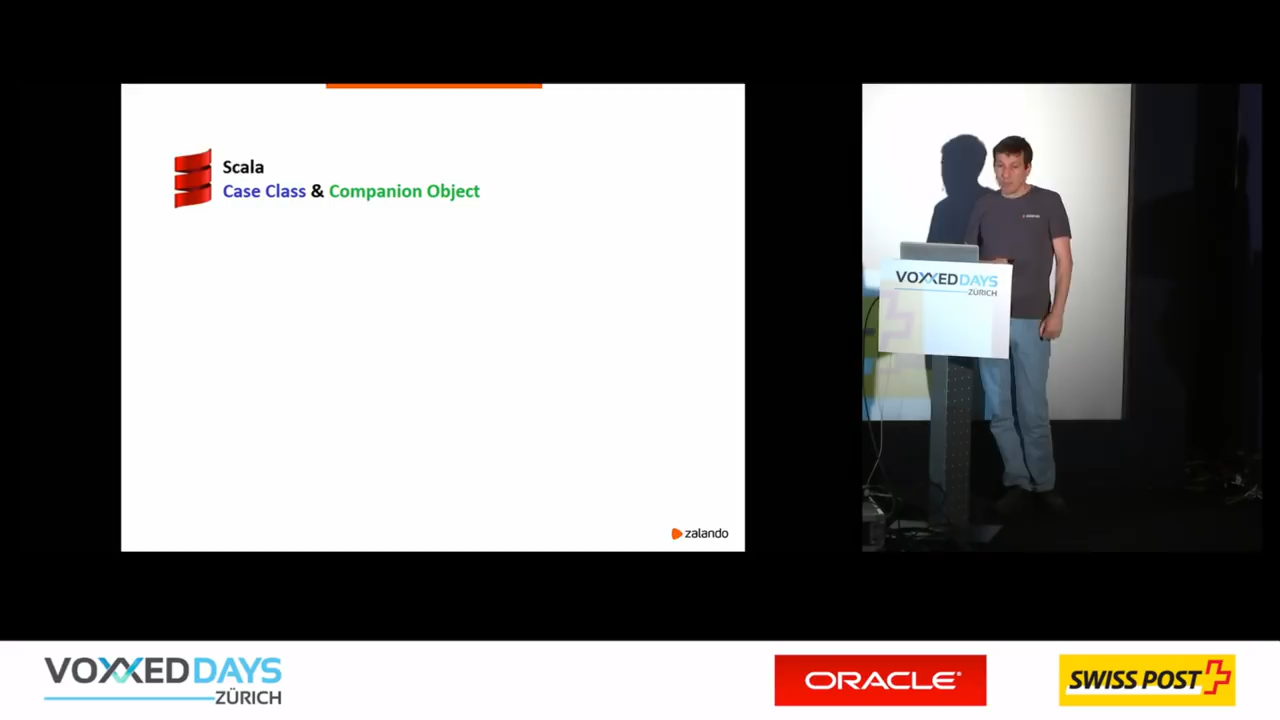 Scala
Case Class & Companion Object
zalando
VOXXED DAYS
ZÜRICH
VOXXED DAYS
ZÜRICH
ORACLE
SWISS POST